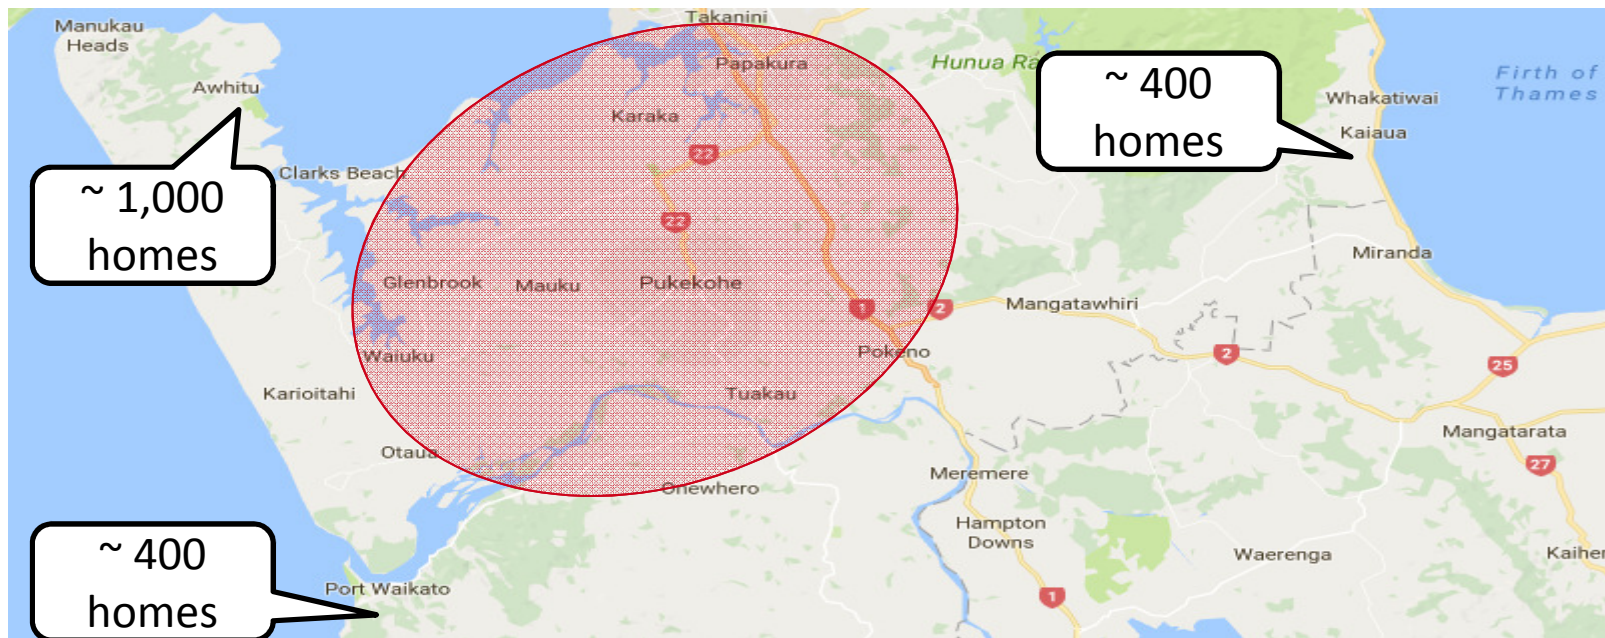 Manukau
Heads
Takanini
Papakura
Hunua Ra
~ 400
homes
Firth of
Thames
Awhitu
Whakatiwai
Karaka
Kaiaua
22
Clarks Beach
~ 1,000
homes
22
Miranda
Glenbrook
Mauku
Pukekohe
1
2
Mangatawhiri
Waiuku
Pokeno
2
25
Karioitahi
Tuakau
Otaua
Mangatarata
27
Onewhero
Meremere
Hampton
Downs
Waerenga
Kaiher
~ 400
homes
Port Waikato
1